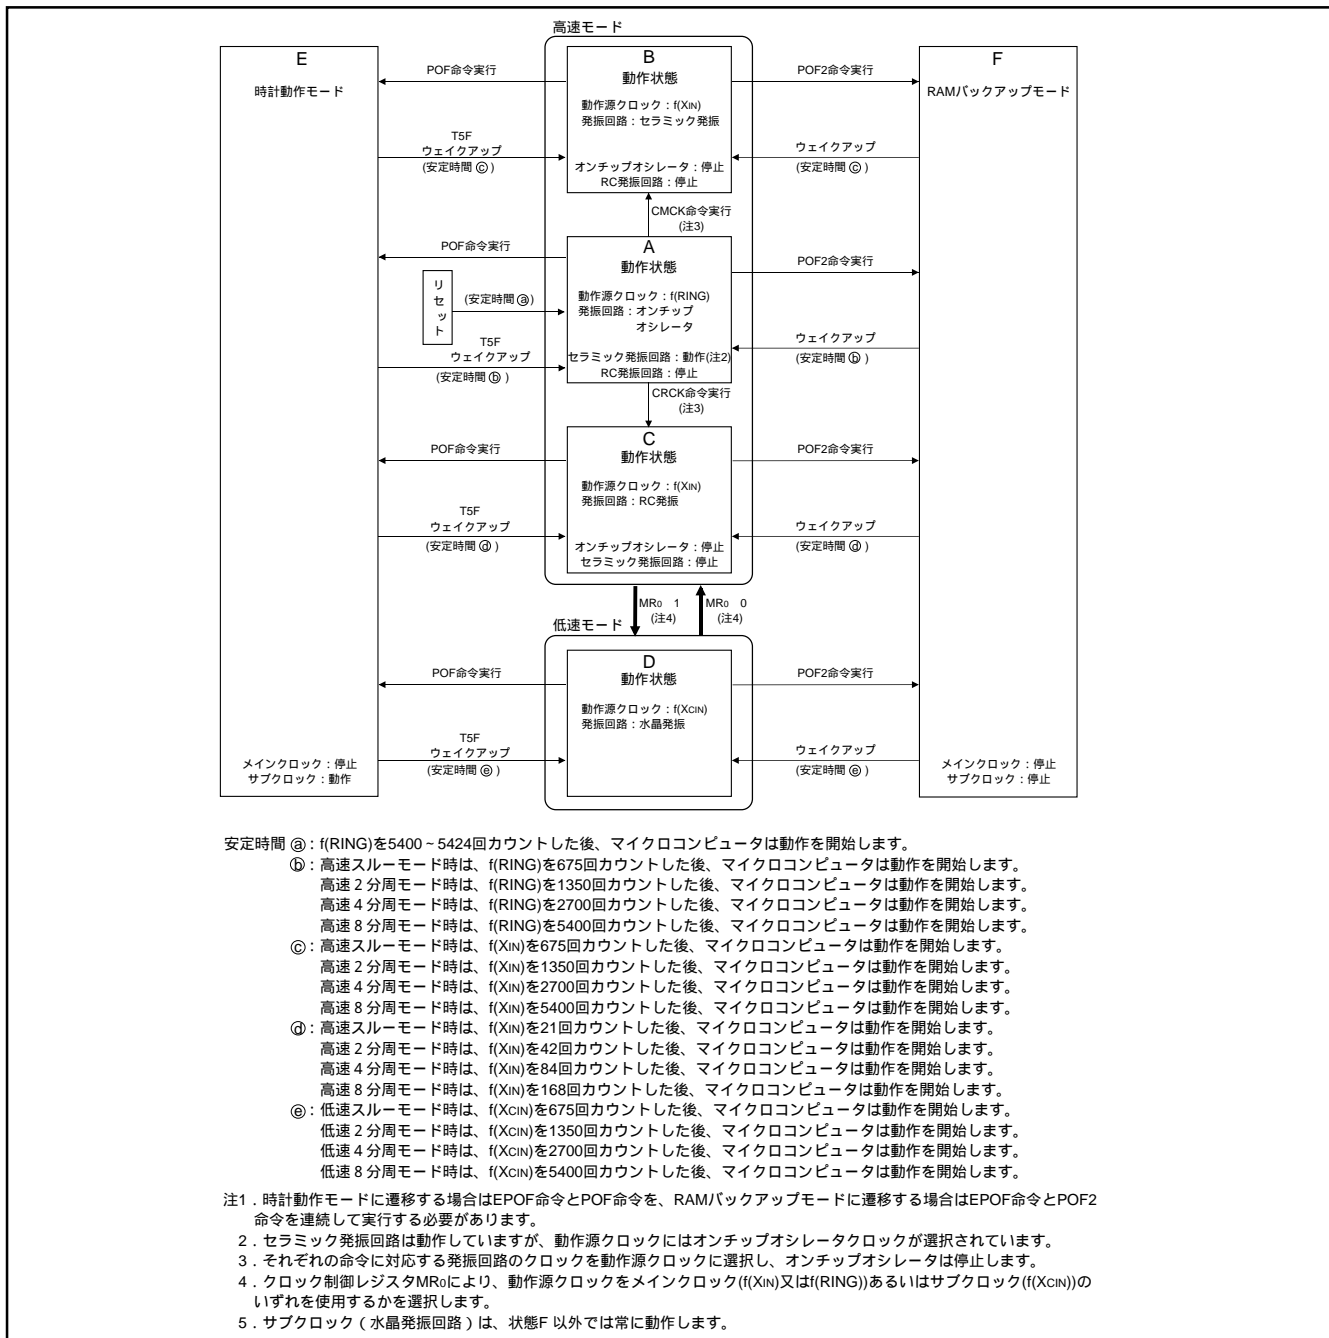 高速モード
E
時計動作モード
POF命令実行
B
動作状態
動作源クロック：f(XIN)
発振回路：セラミック発振
オンチップオシレータ：停止
RC発振回路：停止
POF2命令実行
F
RAMバックアップモード
T5F
ウェイクアップ
(安定時間 ⓒ )
ウェイクアップ
(安定時間 ⓒ )
CMCK命令実行
(注3)
POF命令実行
A
動作状態
動作源クロック：f(RING)
発振回路：オンチップ
オシレータ
セラミック発振回路：動作(注2)
RC発振回路：停止
POF2命令実行
リセット
(安定時間 ⓐ )
T5F
ウェイクアップ
(安定時間 ⓑ )
ウェイクアップ
(安定時間 ⓑ )
CRCK命令実行
(注3)
POF命令実行
C
動作状態
動作源クロック：f(XIN)
発振回路：RC発振
オンチップオシレータ：停止
セラミック発振回路：停止
POF2命令実行
T5F
ウェイクアップ
(安定時間 ⓓ )
ウェイクアップ
(安定時間 ⓓ )
MR0 1
(注4)
MR0 0
(注4)
低速モード
POF命令実行
D
動作状態
動作源クロック：f(XCIN)
発振回路：水晶発振
POF2命令実行
T5F
ウェイクアップ
(安定時間 ⓔ )
ウェイクアップ
(安定時間 ⓔ )
メインクロック：停止
サブクロック：動作
メインクロック：停止
サブクロック：停止
安定時間 ⓐ：f(RING)を5400～5424回カウントした後、マイクロコンピュータは動作を開始します。
ⓑ：高速スルーモード時は、f(RING)を675回カウントした後、マイクロコンピュータは動作を開始します。
高速２分周モード時は、f(RING)を1350回カウントした後、マイクロコンピュータは動作を開始します。
高速４分周モード時は、f(RING)を2700回カウントした後、マイクロコンピュータは動作を開始します。
高速８分周モード時は、f(RING)を5400回カウントした後、マイクロコンピュータは動作を開始します。
ⓒ：高速スルーモード時は、f(XIN)を675回カウントした後、マイクロコンピュータは動作を開始します。
高速２分周モード時は、f(XIN)を1350回カウントした後、マイクロコンピュータは動作を開始します。
高速４分周モード時は、f(XIN)を2700回カウントした後、マイクロコンピュータは動作を開始します。
高速８分周モード時は、f(XIN)を5400回カウントした後、マイクロコンピュータは動作を開始します。
ⓓ：高速スルーモード時は、f(XIN)を21回カウントした後、マイクロコンピュータは動作を開始します。
高速２分周モード時は、f(XIN)を42回カウントした後、マイクロコンピュータは動作を開始します。
高速４分周モード時は、f(XIN)を84回カウントした後、マイクロコンピュータは動作を開始します。
高速８分周モード時は、f(XIN)を168回カウントした後、マイクロコンピュータは動作を開始します。
ⓔ：低速スルーモード時は、f(XCIN)を675回カウントした後、マイクロコンピュータは動作を開始します。
低速２分周モード時は、f(XCIN)を1350回カウントした後、マイクロコンピュータは動作を開始します。
低速４分周モード時は、f(XCIN)を2700回カウントした後、マイクロコンピュータは動作を開始します。
低速８分周モード時は、f(XCIN)を5400回カウントした後、マイクロコンピュータは動作を開始します。
注1．時計動作モードに遷移する場合はEPOF命令とPOF命令を、RAMバックアップモードに遷移する場合はEPOF命令とPOF2
命令を連続して実行する必要があります。
2．セラミック発振回路は動作していますが、動作源クロックにはオンチップオシレータクロックが選択されています。
3．それぞれの命令に対応する発振回路のクロックを動作源クロックに選択し、オンチップオシレータは停止します。
4．クロック制御レジスタMR0により、動作源クロックをメインクロック(f(XIN)又はf(RING))あるいはサブクロック(f(XCIN))の
いずれを使用するかを選択します。
5．サブクロック（水晶発振回路）は、状態F 以外では常に動作します。